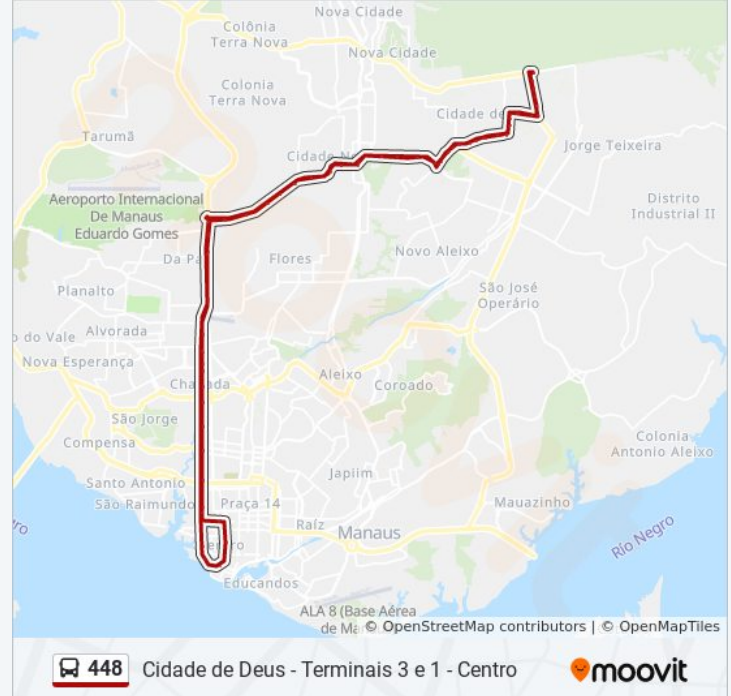 Nova Cidade
Colônia
Terra Nova
Nova Cidade
Colonia
Terra Nova
Cidade de
Tarumã
Jorge Teixeira
Cidade N
Aeroporto Internacional
De Manaus
Eduardo Gomes
Distrito
Industrial II
Da Pa
Flores
Novo Aleixo
Planalto
São José
Operário
o do Vale
Alvorada
Nova Esperança
Aleixo
Coroado
Cha
ada
São Jorge
Compensa
Colonia
Antonio Aleixo
Japiim
Santo Antonio
São Raimundo
Praça 14
Mauazinho
Raíz
Manaus
ro
Rio Negro
Educandos
ALA 8 (Base Aérea
de Ma
© OpenStreetMap contributors | © OpenMapTiles
448 Cidade de Deus - Terminais 3 e 1 - Centro
moovit